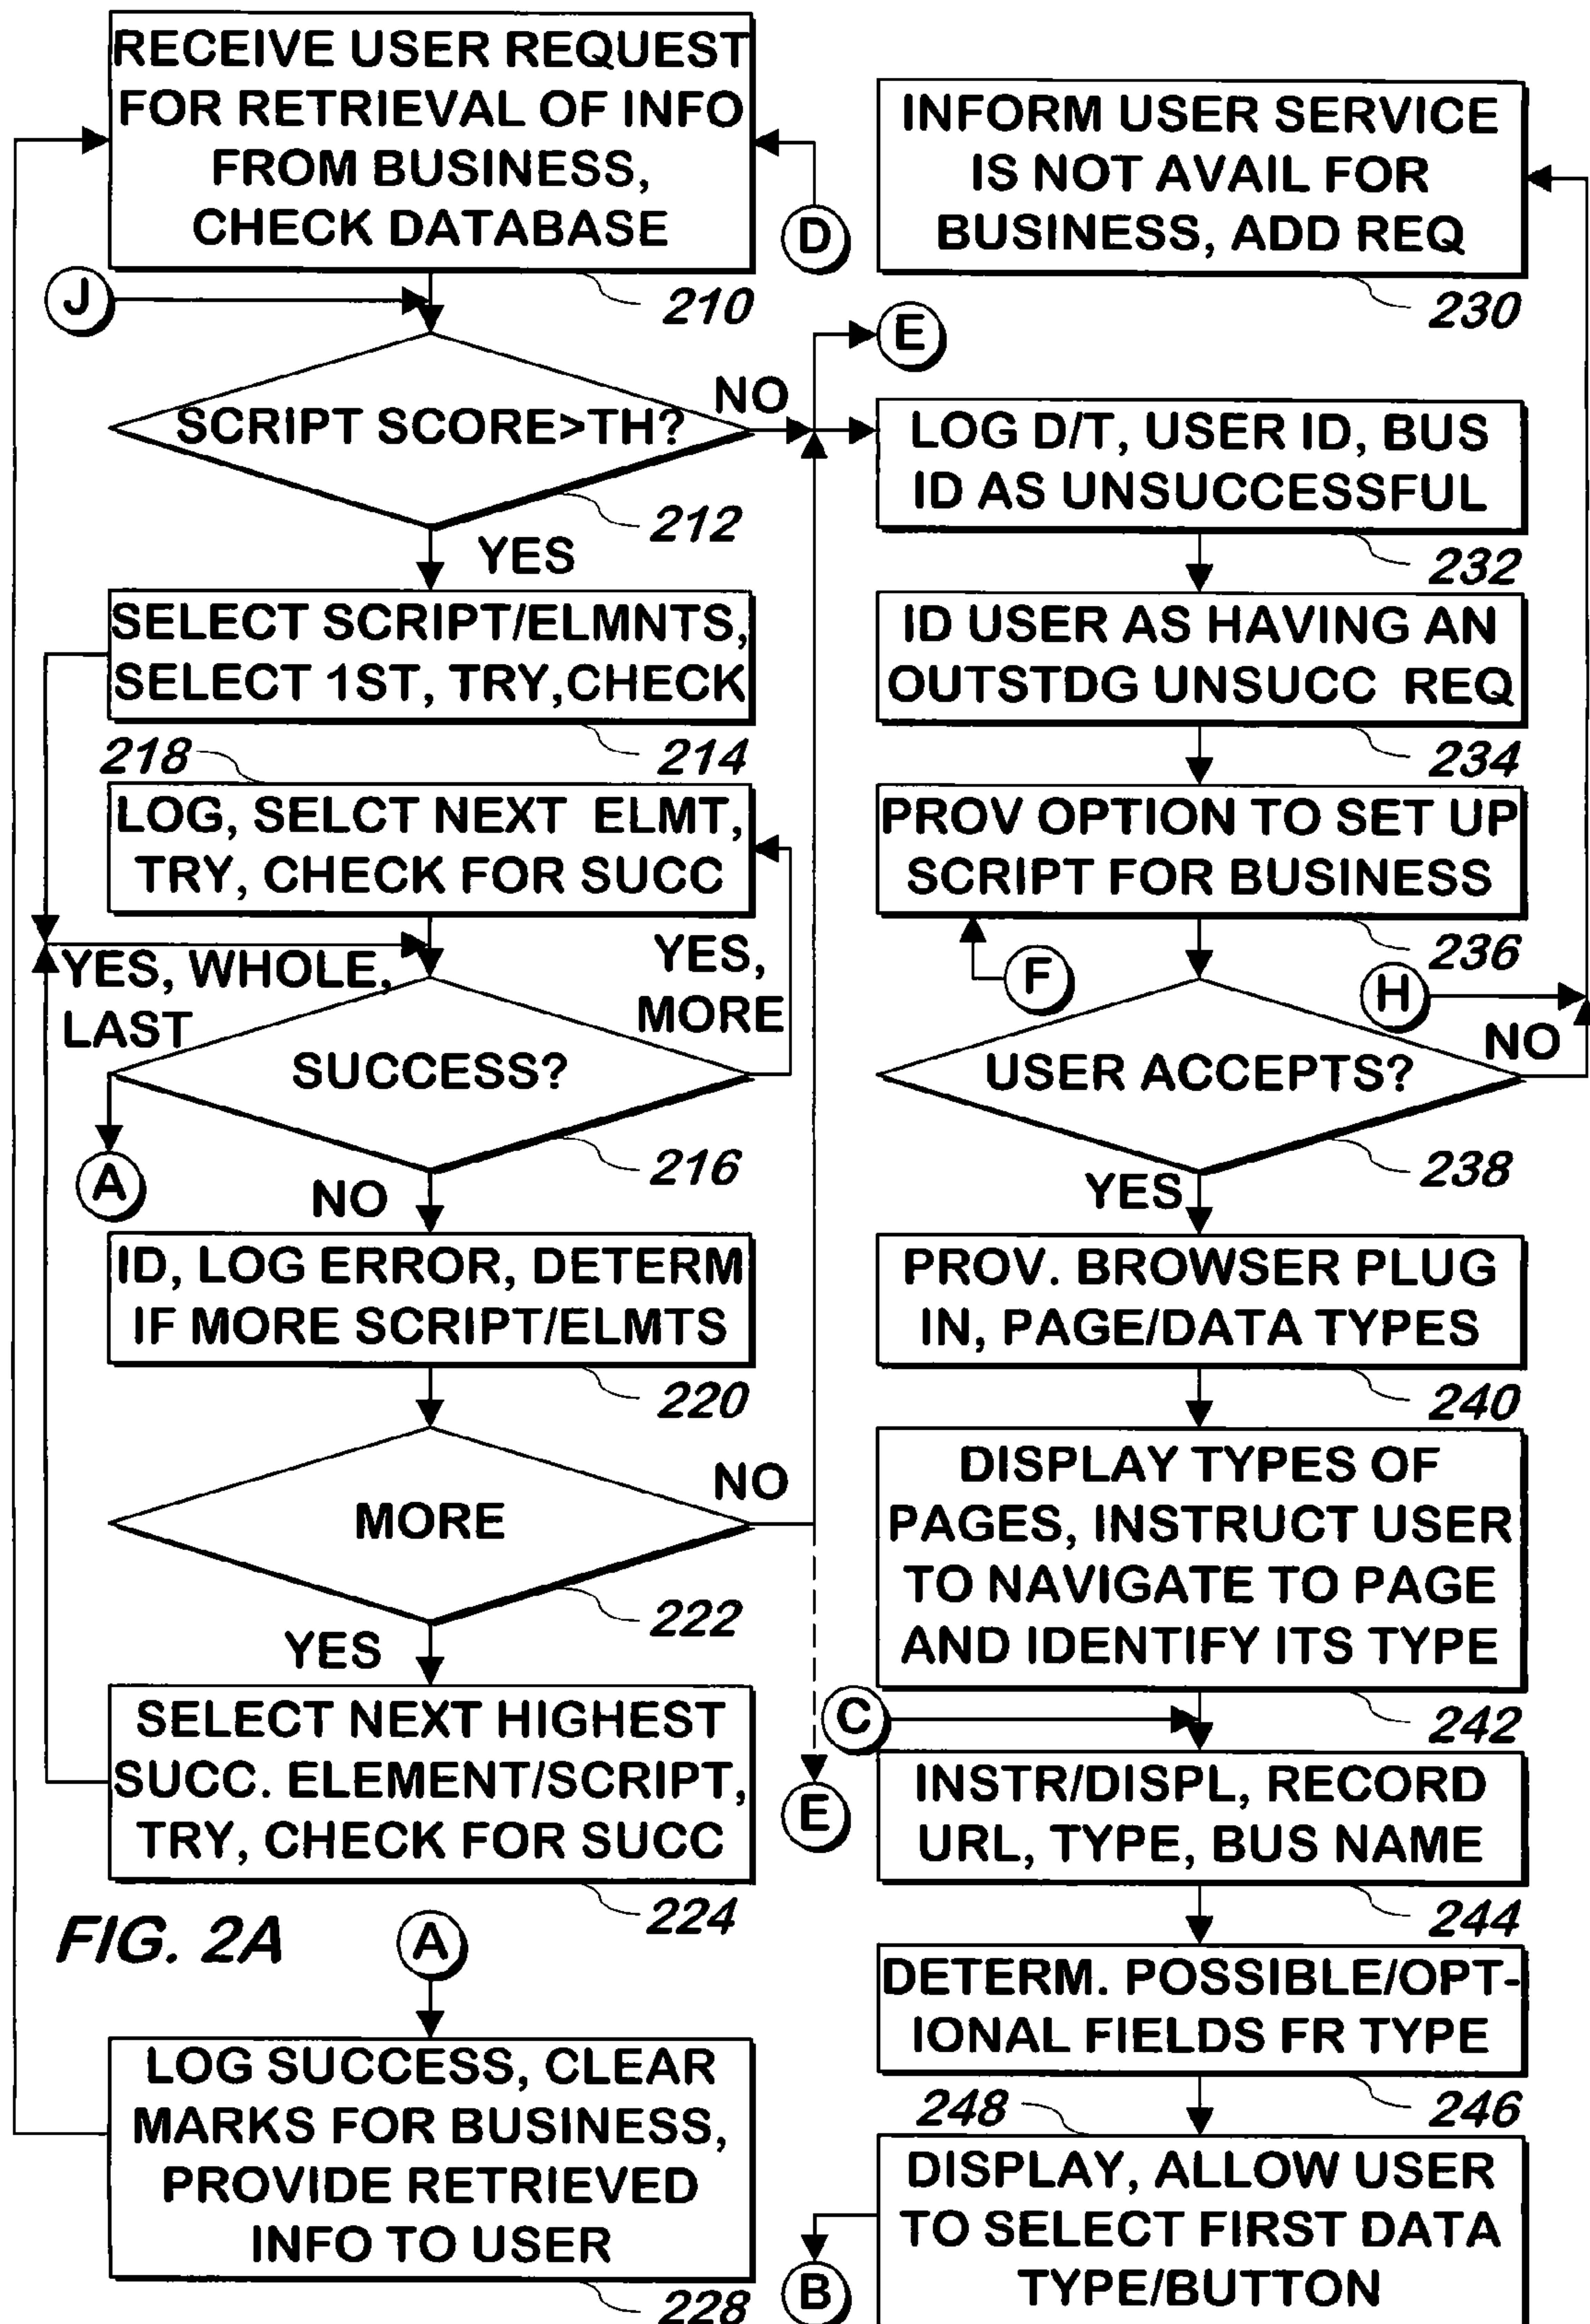 RECEIVE USER REQUEST
FOR RETRIEVAL OF INFO
FROM BUSINESS,
CHECK DATABASE
D
J
210
SCRIPT SCORE>TH?
NO
212
YES
SELECT SCRIPT/ELMNTS,
SELECT 1ST, TRY,CHECK
218
214
LOG, SELCT NEXT ELMT,
TRY, CHECK FOR SUCC
YES, WHOLE,
LAST
YES,
MORE
SUCCESS?
A
216
NO
ID, LOG ERROR, DETERM
IF MORE SCRIPT/ELMTS
220
MORE
NO
222
YES
SELECT NEXT HIGHEST
SUCC. ELEMENT/SCRIPT,
TRY, CHECK FOR SUCC
E
224
FIG. 2A
A
LOG SUCCESS, CLEAR
MARKS FOR BUSINESS,
PROVIDE RETRIEVED
INFO TO USER
228
INFORM USER SERVICE
IS NOT AVAIL FOR
BUSINESS, ADD REQ
230
E
LOG D/T, USER ID, BUS
ID AS UNSUCCESSFUL
232
ID USER AS HAVING AN
OUTSTDG UNSUCC REQ
234
PROV OPTION TO SET UP
SCRIPT FOR BUSINESS
236
F
H
NO
USER ACCEPTS?
238
YES
PROV. BROWSER PLUG
IN, PAGE/DATA TYPES
240
DISPLAY TYPES OF
PAGES, INSTRUCT USER
TO NAVIGATE TO PAGE
AND IDENTIFY ITS TYPE
C
242
INSTR/DISPL, RECORD
URL, TYPE, BUS NAME
244
DETERM. POSSIBLE/OPT-
IONAL FIELDS FR TYPE
248
246
DISPLAY, ALLOW USER
TO SELECT FIRST DATA
TYPE/BUTTON
B